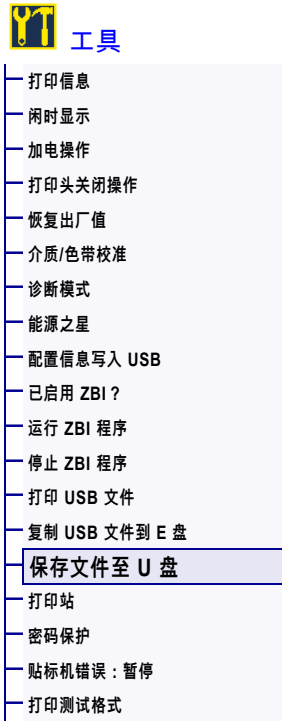 工具
打印信息
闲时显示
加电操作
打印头关闭操作
恢复出厂值
介质/色带校准
诊断模式
能源之星
配置信息写入 USB
已启用 ZBI？
运行 ZBI 程序
停止 ZBI 程序
打印 USB 文件
复制 USB 文件到 E 盘
保存文件至 U 盘
打印站
密码保护
贴标机错误：暂停
打印测试格式